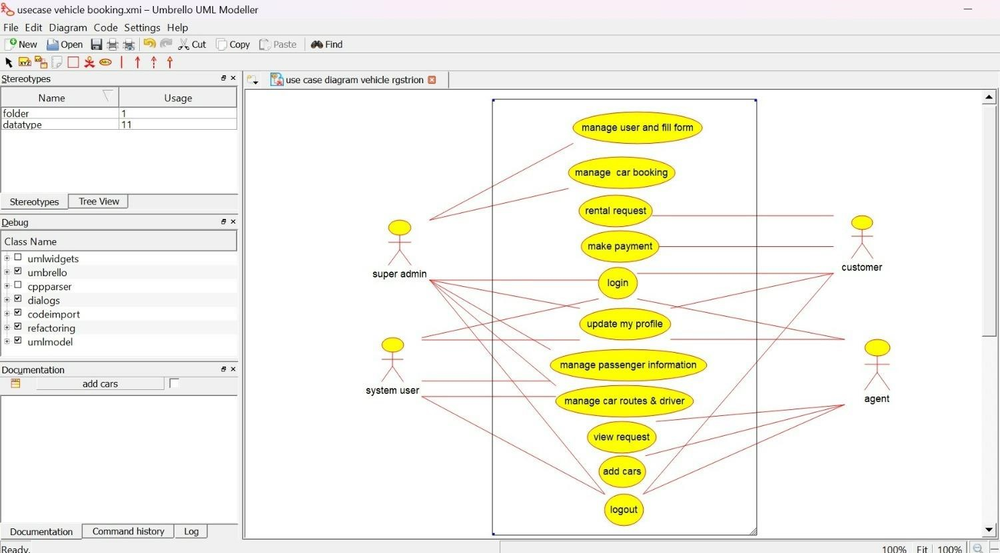 usecase vehicle booking.xmi – Umbrello UML Modeller
File Edit Diagram Code Settings Help
New Open Cut Copy Paste Find
XYZ XYZ ABC
Stereotypes
Name Usage
folder 1
datatype 11
Stereotypes Tree View
Debug
Class Name
umlwidgets
umbrello
cppparser
dialogs
codeimport
refactoring
umlmodel
Documentation
add cars
Documentation Command history Log
Ready.
use case diagram vehicle rgstrion
manage user and fill form
manage  car booking
rental request
make payment
login
update my profile
manage passenger information
manage car routes & driver
view request
add cars
logout
super admin
system user
customer
agent
100% Fit 100%